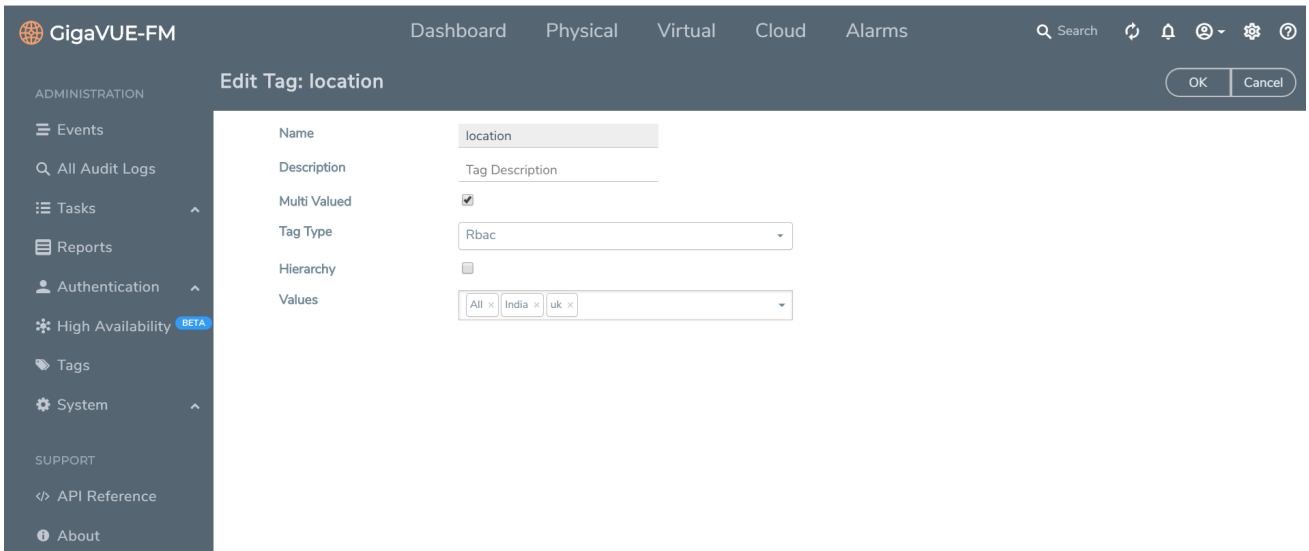 GigaVUE-FM
Dashboard Physical Virtual Cloud Alarms
Search
Edit Tag: location
OK Cancel
ADMINISTRATION
Events
All Audit Logs
Tasks
Reports
Authentication
High Availability BETA
Tags
System
SUPPORT
API Reference
About
Name location
Description Tag Description
Multi Valued
Tag Type Rbac
Hierarchy
Values All × India × uk ×